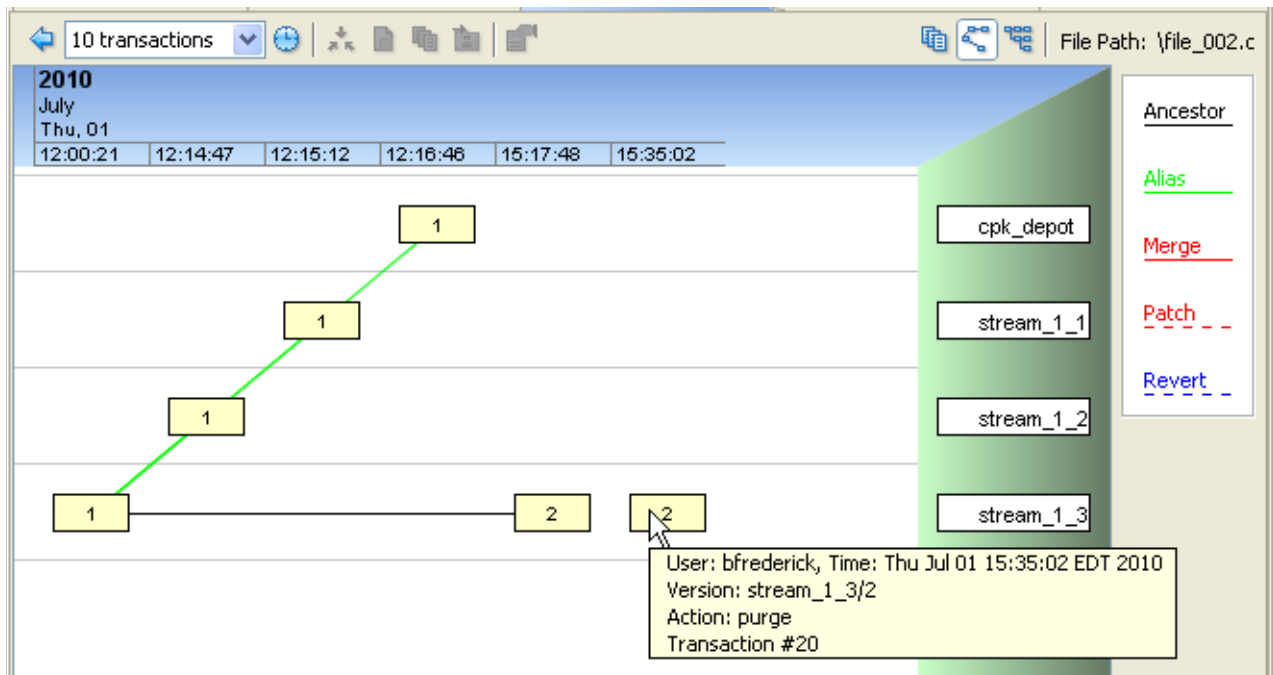 10 transactions
File Path: \file_002.c
2010
July
Thu, 01
12:00:21 12:14:47 12:15:12 12:16:46 15:17:48 15:35:02
Ancestor
Alias
Merge
Patch
Revert
1 cpk_depot
1 stream_1_1
1 stream_1_2
1 2 2 stream_1_3
User: bfrederick, Time: Thu Jul 01 15:35:02 EDT 2010
Version: stream_1_3/2
Action: purge
Transaction #20